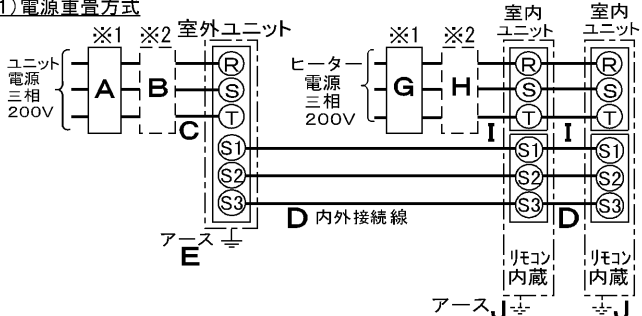 1)電源重畳方式
※1 ※2 室外ユニット
ユニット
電源
三相
200V
A
B
C
R
S
T
S1
S2
S3
アース
E
D 内外接続線
※1 ※2
ヒーター
電源
三相
200V
G
H
I
I
室内
ユニット
R
S
T
S1
S2
S3
D
リモコン
内蔵
室内
ユニット
R
S
T
S1
S2
S3
リモコン
内蔵
アース J
J